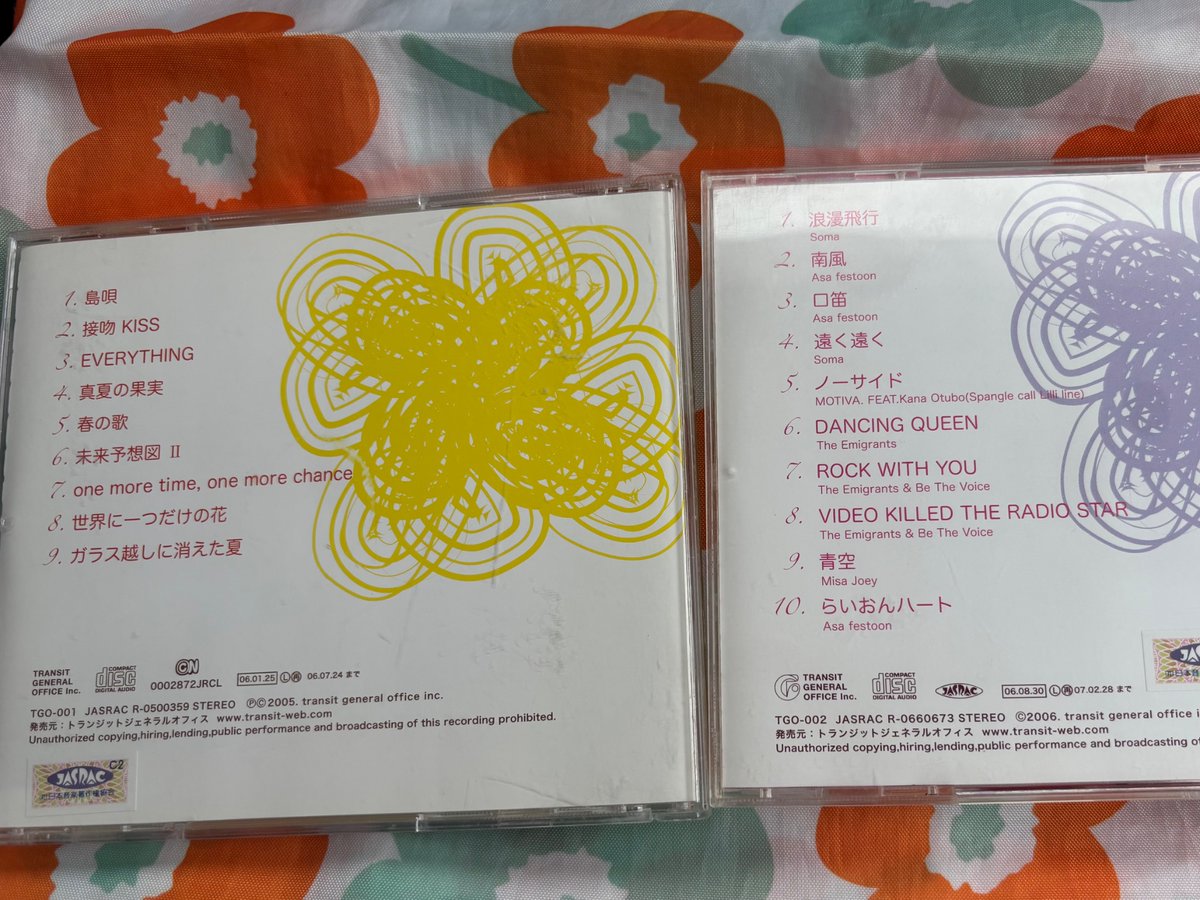 1. 島唄
2. 接吻 KISS
3. EVERYTHING
4. 真夏の果実
5. 春の歌
6. 未来予想図 Ⅱ
7. one more time, one more chance
8. 世界に一つだけの花
9. ガラス越しに消えた夏
TRANSIT
GENERAL
OFFICE Inc.
COMPACT
disc
DIGITAL AUDIO
0002872JRCL
06.01.25 Ⓛ 06.07.24 まで
TGO-001 JASRAC R-0500359 STEREO ⓅⒸ2005. transit general office inc.
発売元:トランジットジェネラルオフィス www.transit-web.com
Unauthorized copying,hiring,lending,public performance and broadcasting of this recording prohibited.
C2
JASRAC
1. 浪漫飛行
Soma
2. 南風
Asa festoon
3. 口笛
Asa festoon
4. 遠く遠く
Soma
5. ノーサイド
MOTIVA. FEAT.Kana Otubo(Spangle call Lilli line)
6. DANCING QUEEN
The Emigrants
7. ROCK WITH YOU
The Emigrants & Be The Voice
8. VIDEO KILLED THE RADIO STAR
The Emigrants & Be The Voice
9. 青空
Misa Joey
10. らいおんハート
Asa festoon
TRANSIT
GENERAL
OFFICE Inc.
COMPACT
disc
DIGITAL AUDIO
JASRAC
06.08.30 Ⓛ 07.02.28 まで
TGO-002 JASRAC R-0660673 STEREO Ⓒ2006. transit general office
発売元:トランジットジェネラルオフィス www.transit-web.com
Unauthorized copying,hiring,lending,public performance and broadcasting of